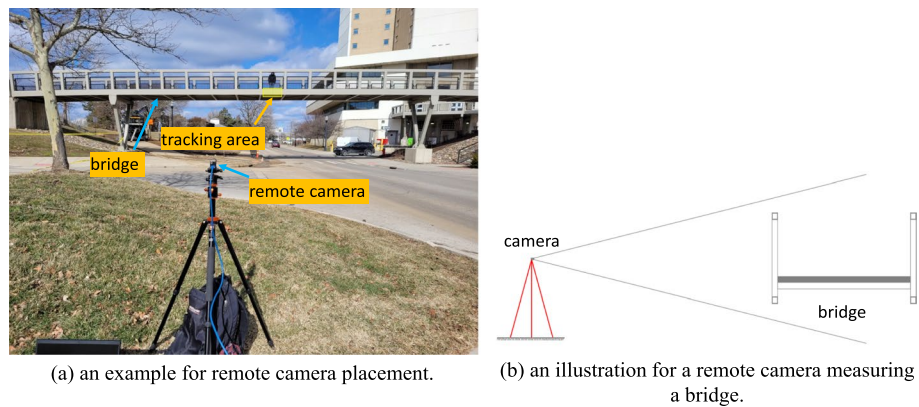 tracking area
bridge
remote camera
camera
bridge
(a) an example for remote camera placement.
(b) an illustration for a remote camera measuring
a bridge.